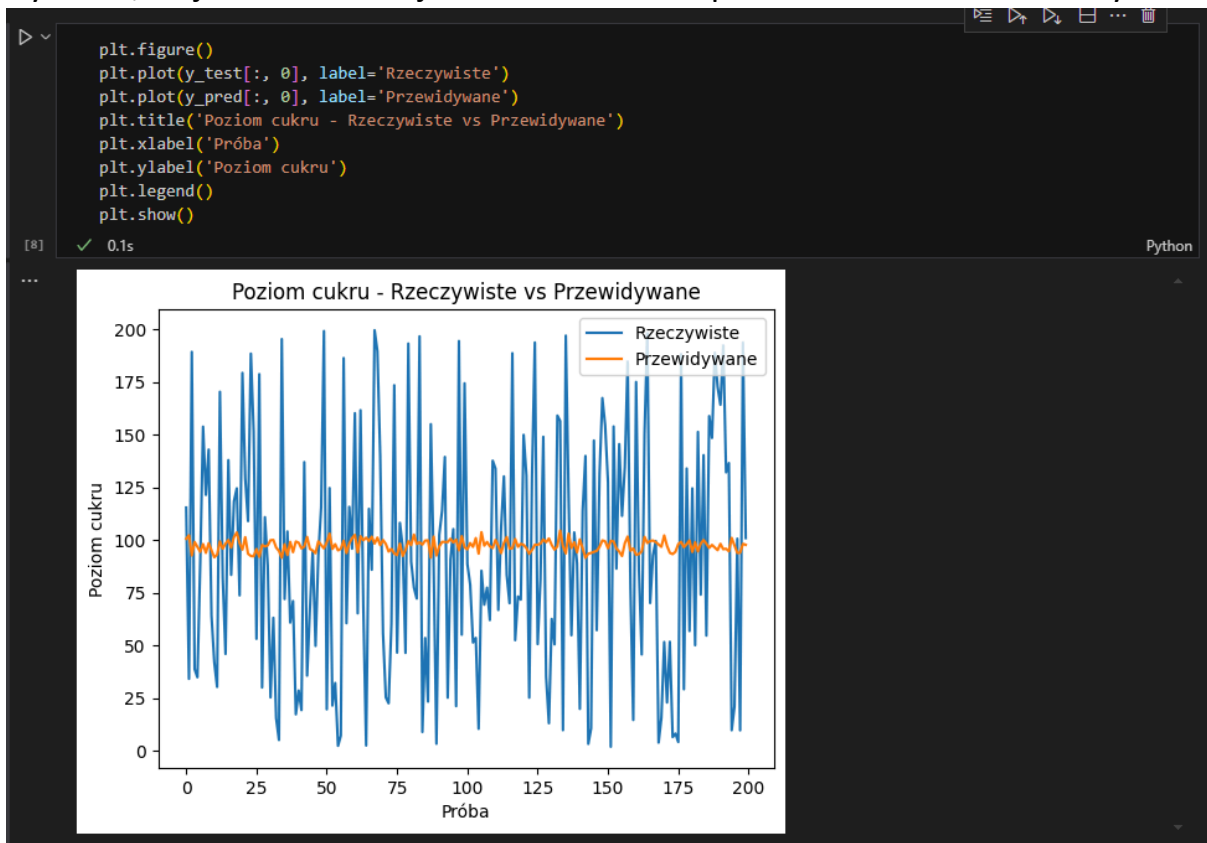 plt.figure()
plt.plot(y_test[:, 0], label='Rzeczywiste')
plt.plot(y_pred[:, 0], label='Przewidywane')
plt.title('Poziom cukru - Rzeczywiste vs Przewidywane')
plt.xlabel('Próba')
plt.ylabel('Poziom cukru')
plt.legend()
plt.show()
[8]
0.1s
Python
Poziom cukru - Rzeczywiste vs Przewidywane
Rzeczywiste
Przewidywane
200
175
150
125
100
75
50
25
0
Poziom cukru
0 25 50 75 100 125 150 175 200
Próba